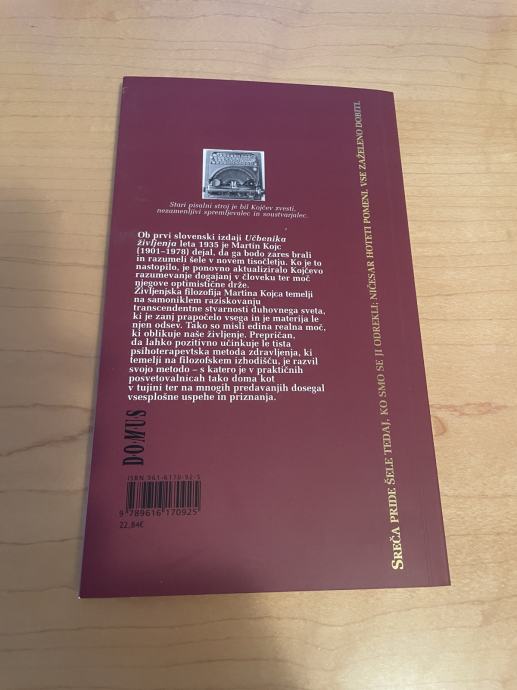 Stari pisalni stroj je bil Kojčev zvesti,
nezamenljivi spremljevalec in soustvarjalec.
Ob prvi slovenski izdaji Učbenika
življenja leta 1935 je Martin Kojc
(1901–1978) dejal, da ga bodo zares brali
in razumeli šele v novem tisočletju. Ko je to
nastopilo, je ponovno aktualiziralo Kojčevo
razumevanje dogajanj v človeku ter moč
njegove optimistične drže.
Življenjska filozofija Martina Kojca temelji
na samoniklem raziskovanju
transcendentne stvarnosti duhovnega sveta,
ki je zanj prapočelo vsega in je materija le
njen odsev. Tako so misli edina realna moč,
ki oblikuje naše življenje. Prepričan,
da lahko pozitivno učinkuje le tista
psihoterapevtska metoda zdravljenja, ki
temelji na filozofskem izhodišču, je razvil
svojo metodo – s katero je v praktičnih
posvetovalnicah tako doma kot
v tujini ter na mnogih predavanjih dosegal
vsesplošne uspehe in priznanja.
DOMUS
ISBN 961-6170-92-5
9 789616 170925
22,84€
SREČA PRIDE ŠELE TEDAJ, KO SMO SE JI ODREKLI; NIČESAR HOTETI POMENI, VSE ZAŽELENO DOBITI.